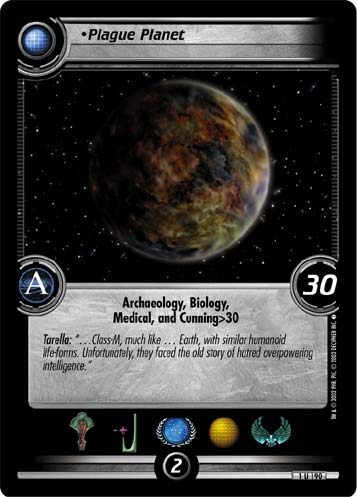 •Plague Planet
A
30
Archaeology, Biology,
Medical, and Cunning>30
Tarella: “…Class-M, much like … Earth, with similar humanoid
life-forms. Unfortunately, they faced the old story of hatred overpowering
intelligence.”
2
1 U 190